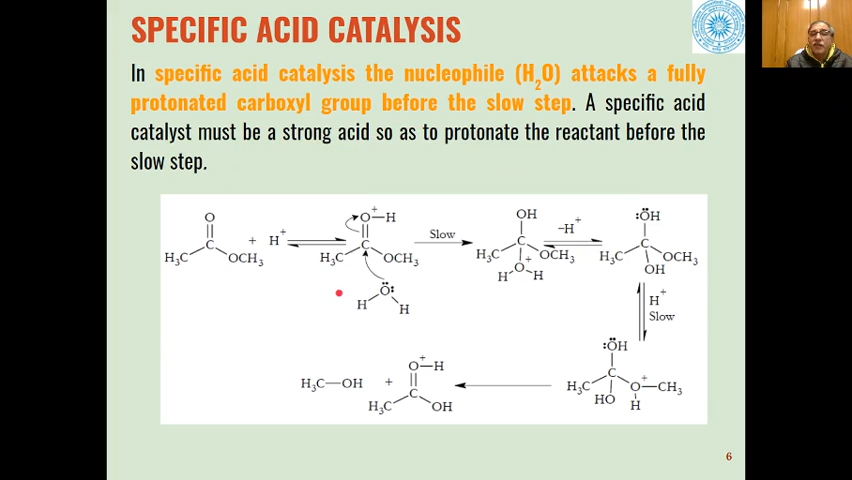 SPECIFIC ACID CATALYSIS
In specific acid catalysis the nucleophile (H₂O) attacks a fully
protonated carboxyl group before the slow step. A specific acid
catalyst must be a strong acid so as to protonate the reactant before the
slow step.
O
C
H₃C OCH₃
+ H⁺
O⁺—H
C
H₃C OCH₃
Ö:
H H
Slow
OH
C
H₃C OCH₃
O⁺
H H
–H⁺
:ÖH
C
H₃C OCH₃
OH
H⁺
Slow
:ÖH
C
H₃C O⁺—CH₃
HO H
H₃C—OH + O⁺—H
C
H₃C OH
6